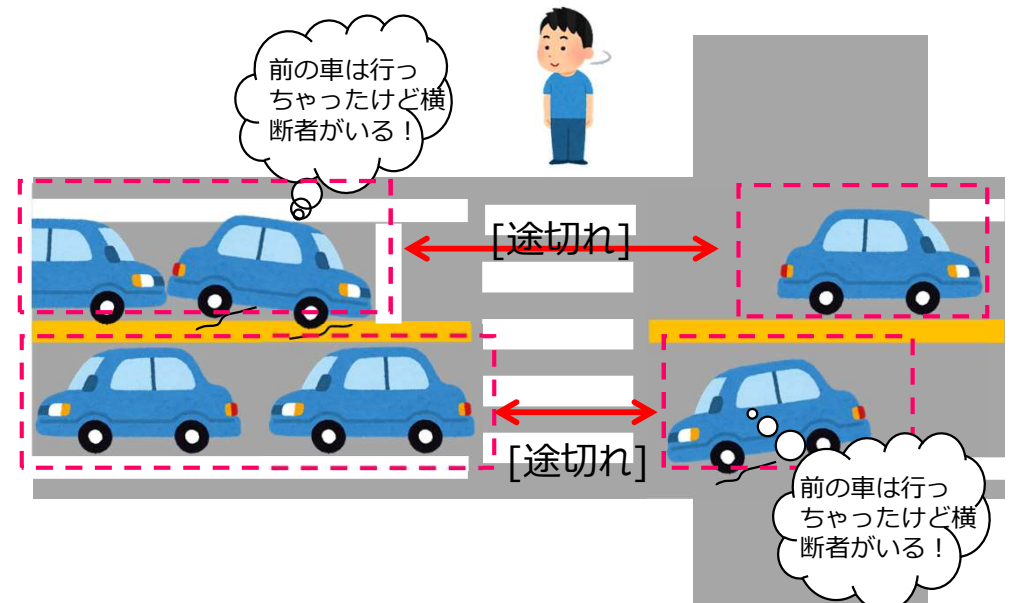 前の車は行っ
ちゃったけど横
断者がいる！
[途切れ]
[途切れ]
前の車は行っ
ちゃったけど横
断者がいる！